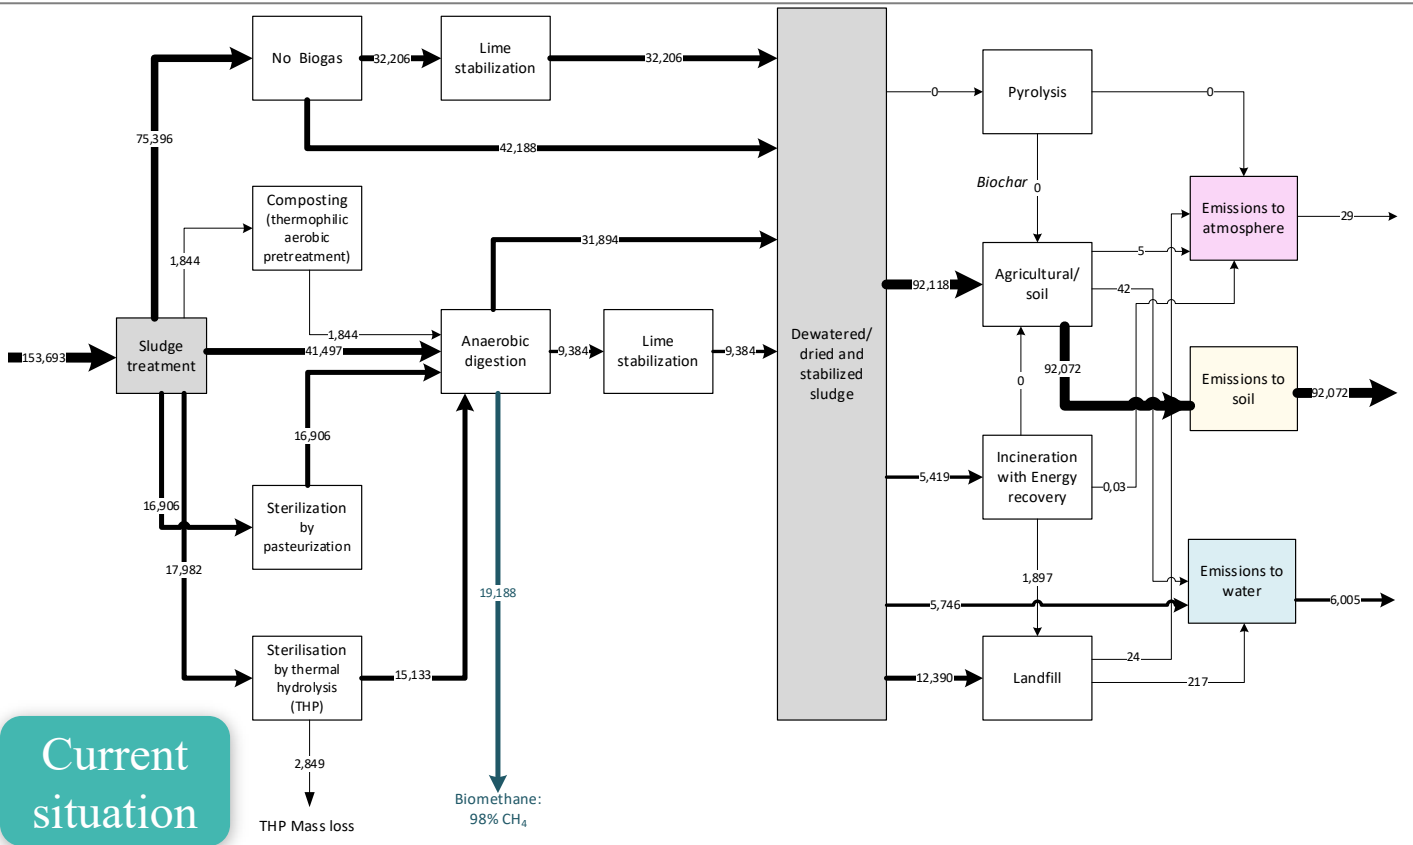 No Biogas
32,206
Lime
stabilization
32,206
75,396
42,188
Composting
(thermophilic
aerobic
pretreatment)
1,844
1,844
31,894
153,693
Sludge
treatment
41,497
Anaerobic
digestion
9,384
Lime
stabilization
9,384
16,906
16,906
Sterilization
by
pasteurization
17,982
Sterilisation
by thermal
hydrolysis
(THP)
15,133
2,849
THP Mass loss
19,188
Biomethane:
98% CH₄
Dewatered/
dried and
stabilized
sludge
0
Pyrolysis
0
Biochar
0
92,118
Agricultural/
soil
5
42
92,072
0
5,419
Incineration
with Energy
recovery
0,03
1,897
5,746
12,390
Landfill
24
217
Emissions to
atmosphere
29
Emissions to
soil
92,072
Emissions to
water
6,005
Current
situation